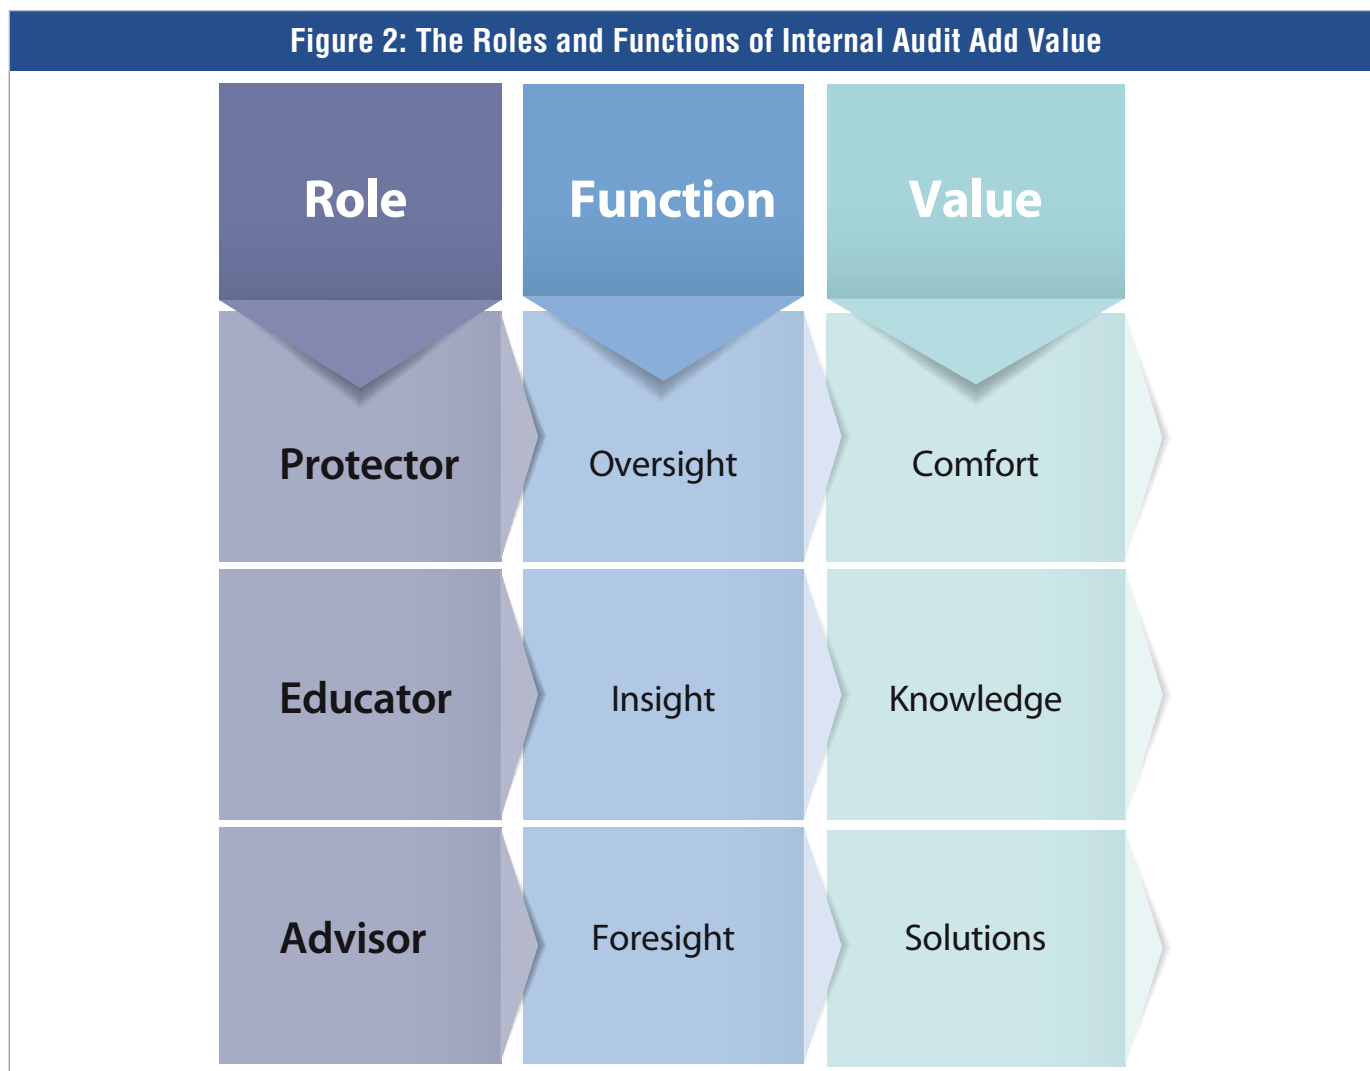 Figure 2: The Roles and Functions of Internal Audit Add Value
Role Function Value
Protector Oversight Comfort
Educator Insight Knowledge
Advisor Foresight Solutions